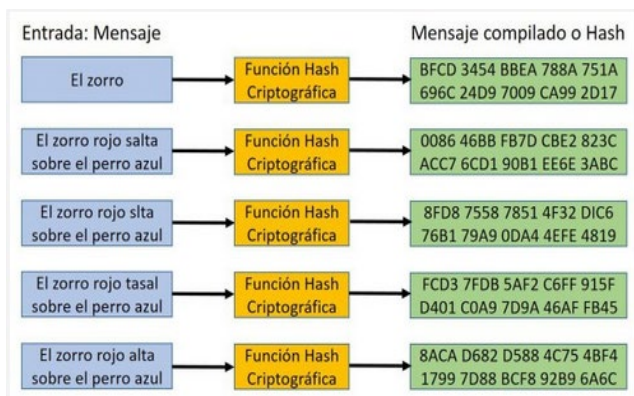 Entrada: Mensaje
Mensaje compilado o Hash
El zorro
Función Hash
Criptográfica
BFCD 3454 BBEA 788A 751A
696C 24D9 7009 CA99 2D17
El zorro rojo salta
sobre el perro azul
Función Hash
Criptográfica
0086 46BB FB7D CBE2 823C
ACC7 6CD1 90B1 EE6E 3ABC
El zorro rojo slta
sobre el perro azul
Función Hash
Criptográfica
8FD8 7558 7851 4F32 DIC6
76B1 79A9 0DA4 4EFE 4819
El zorro rojo tasal
sobre el perro azul
Función Hash
Criptográfica
FCD3 7FDB 5AF2 C6FF 915F
D401 C0A9 7D9A 46AF FB45
El zorro rojo alta
sobre el perro azul
Función Hash
Criptográfica
8ACA D682 D588 4C75 4BF4
1799 7D88 BCF8 92B9 6A6C